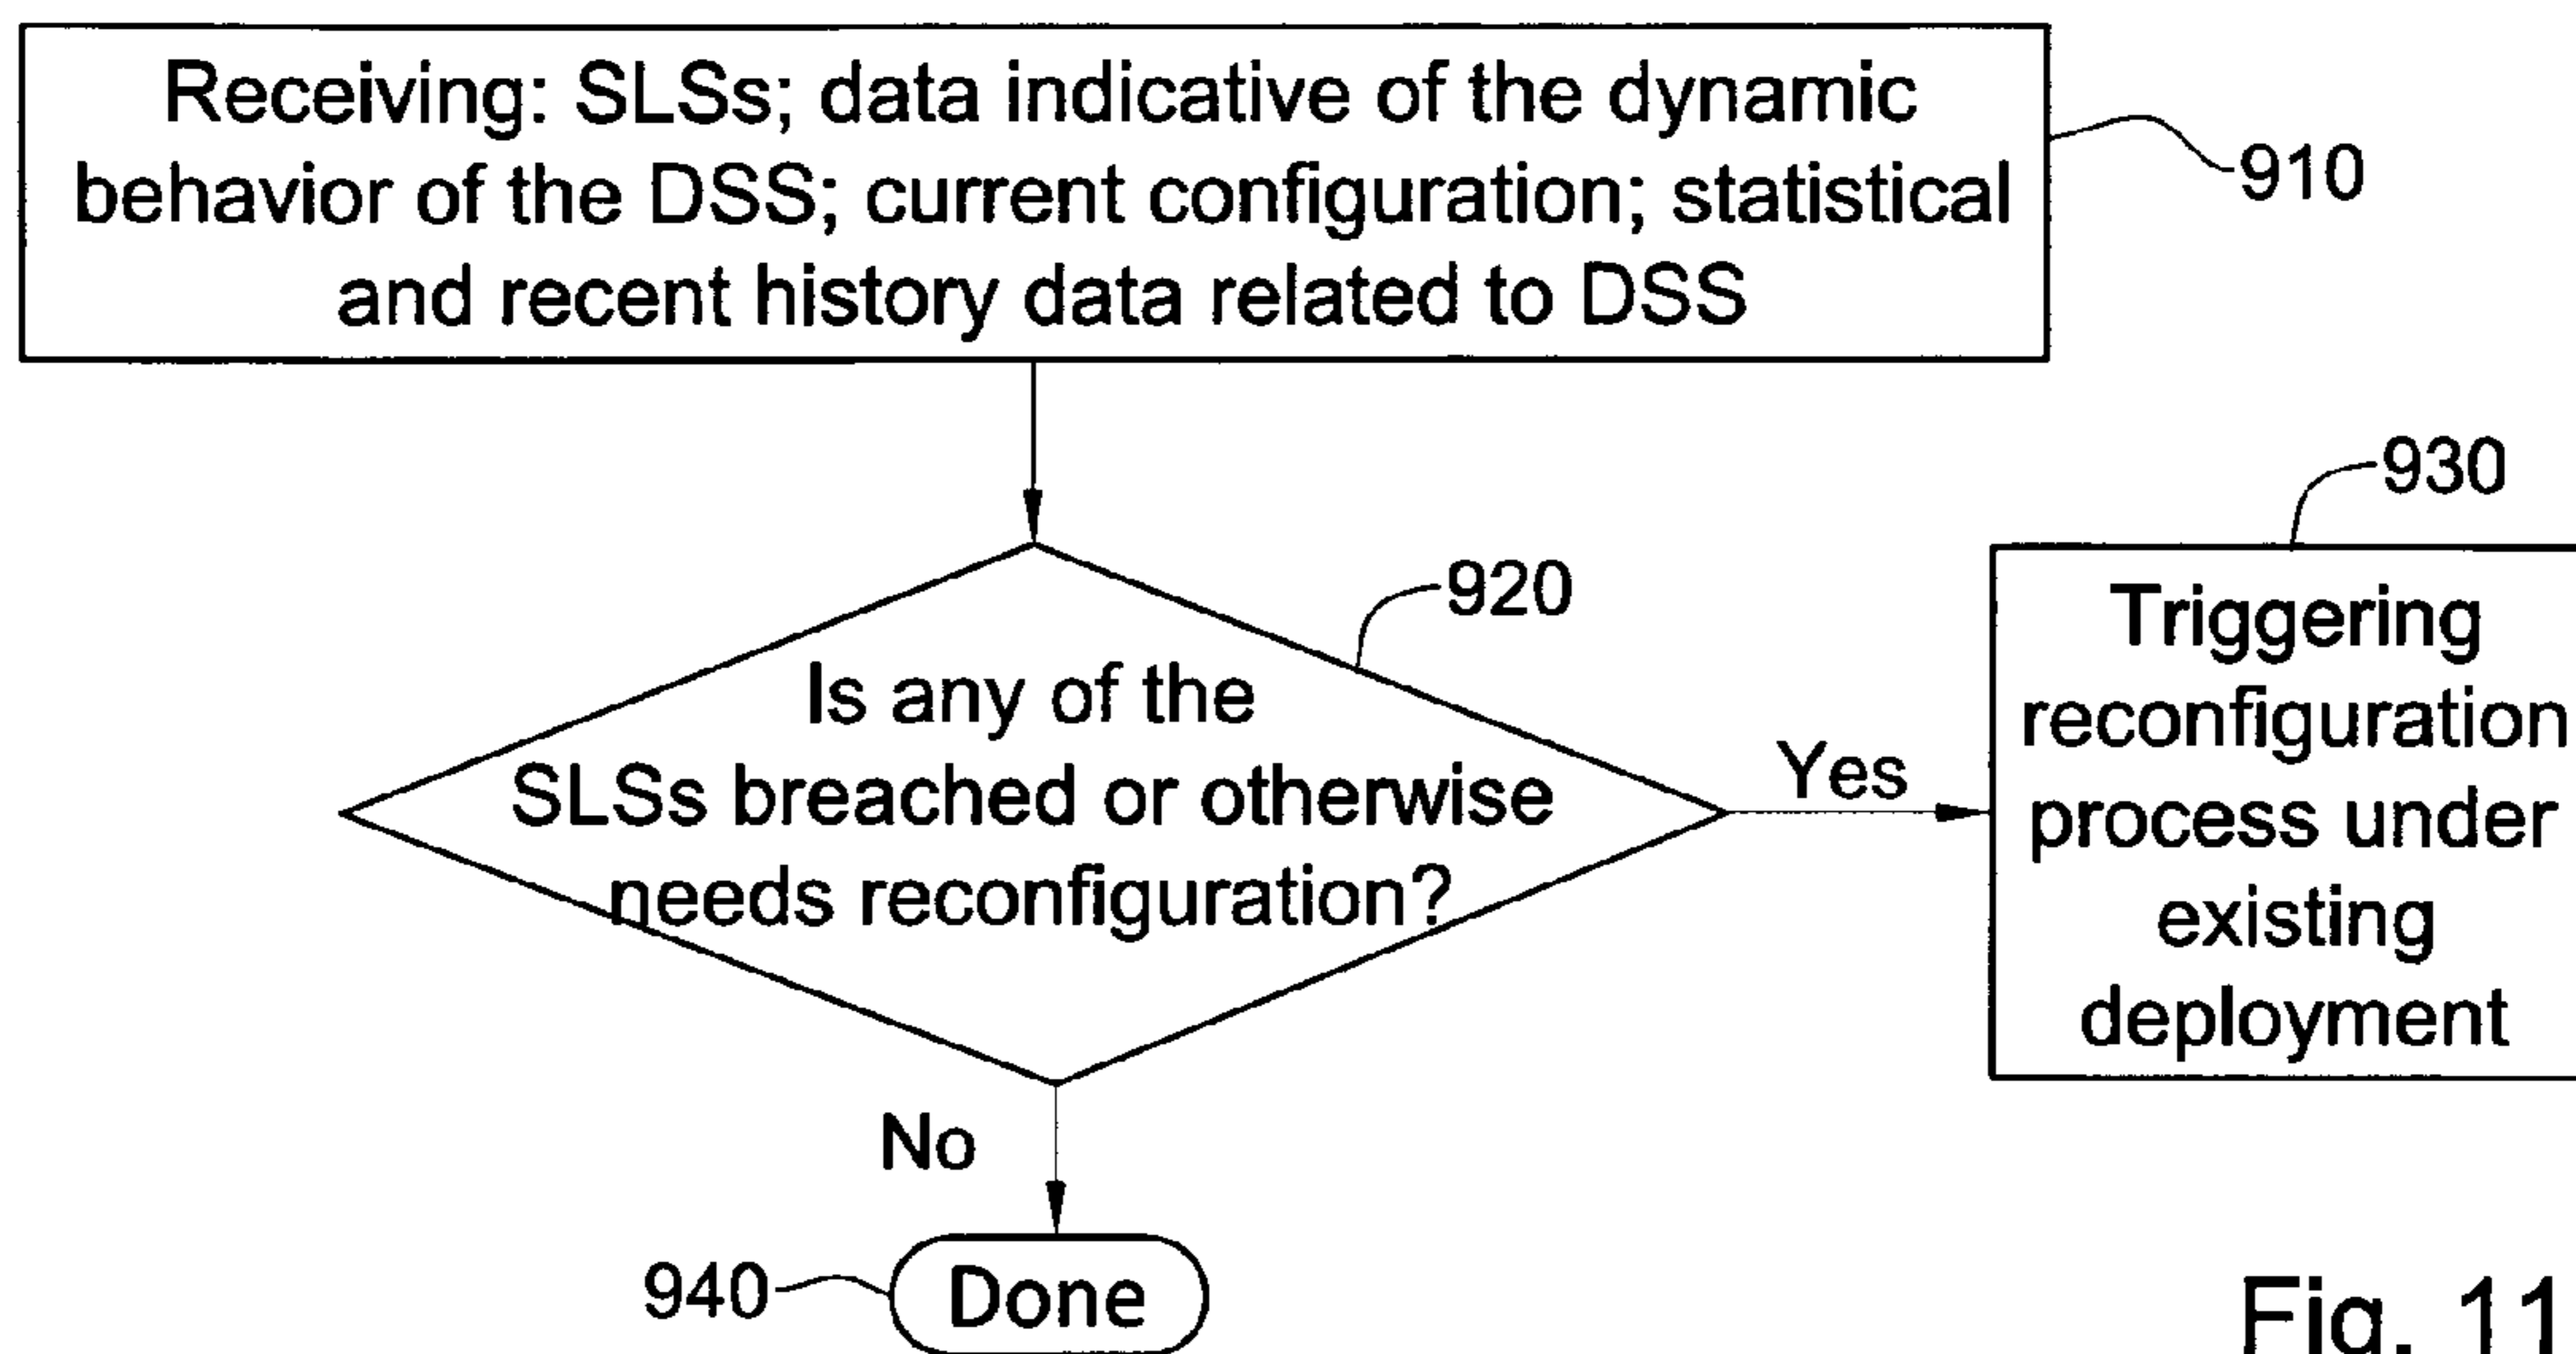 Receiving: SLSs; data indicative of the dynamic
behavior of the DSS; current configuration; statistical
and recent history data related to DSS
910
930
920
Is any of the
SLSs breached or otherwise
needs reconfiguration?
Yes
Triggering
reconfiguration
process under
existing
deployment
No
940
Done
Fig. 11